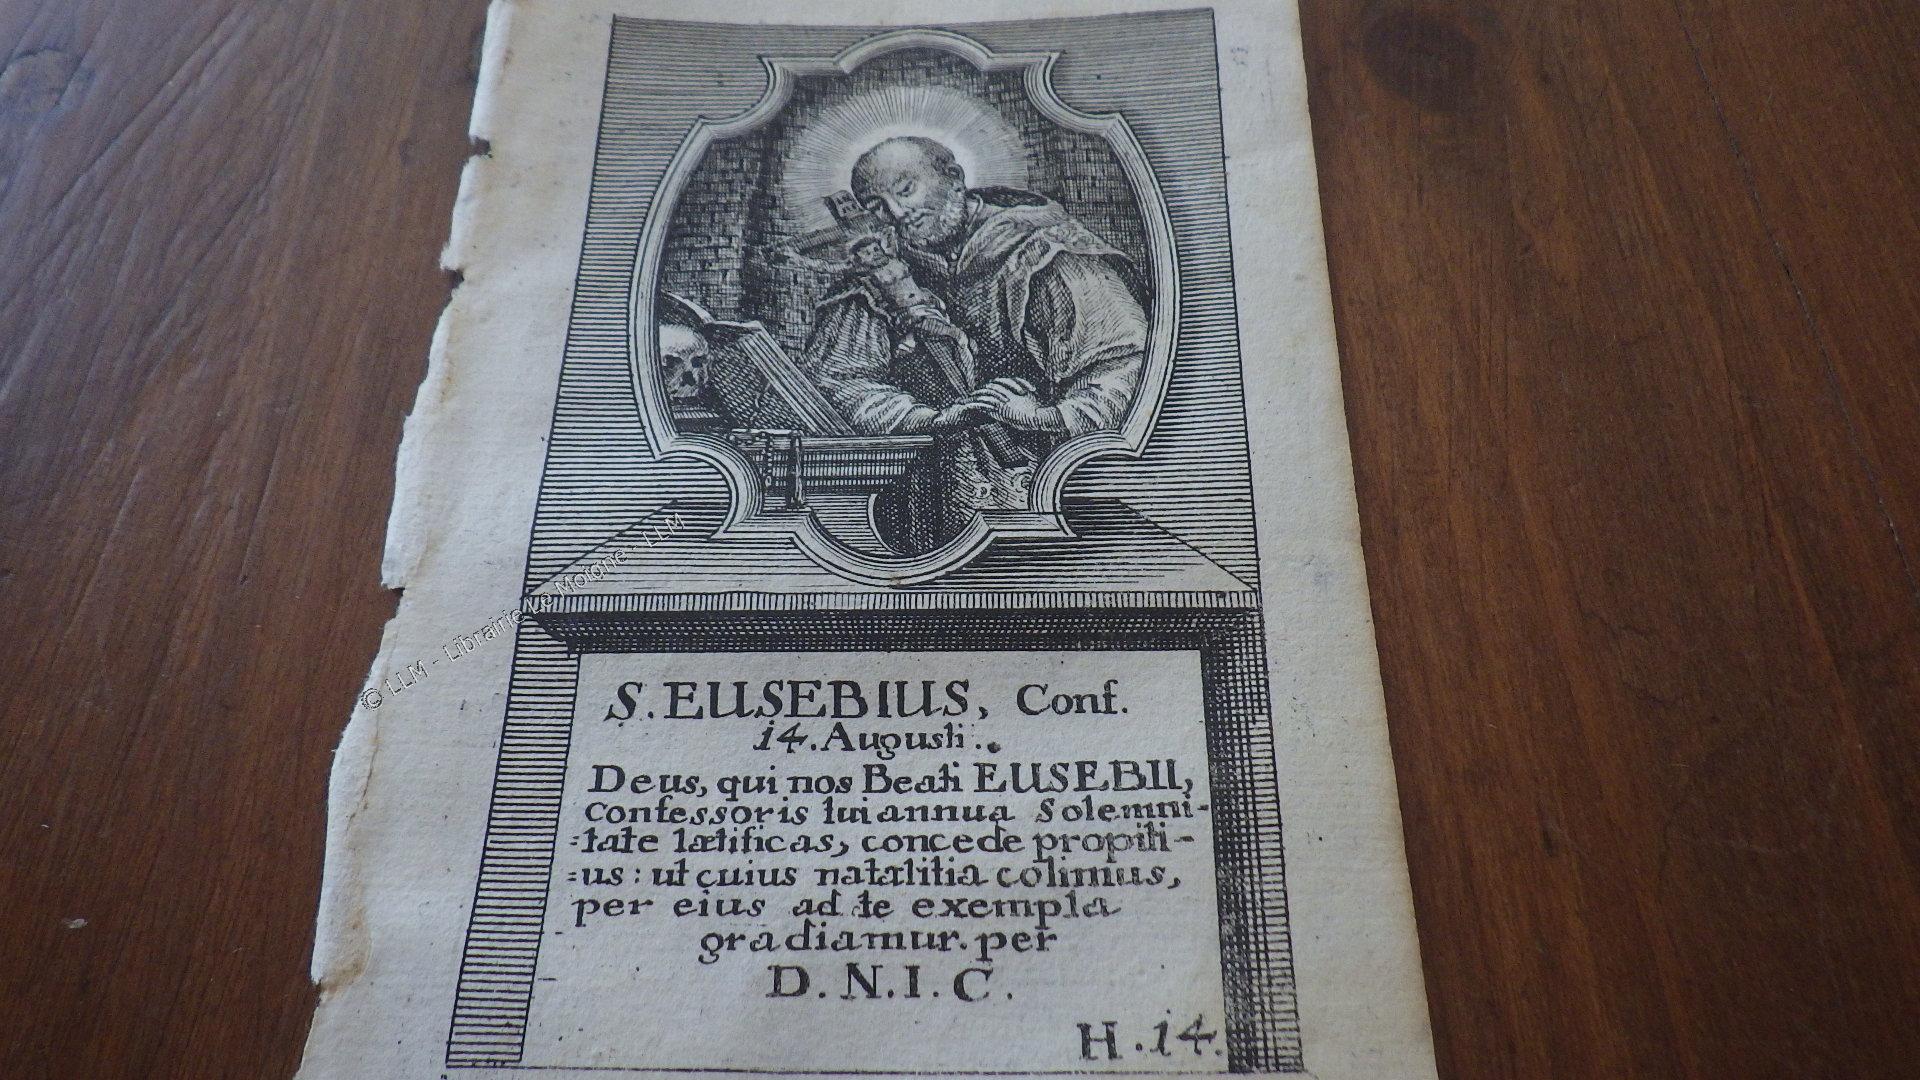 S. EUSEBIUS, Conf.
14. Augusti.
Deus, qui nos Beati EUSEBII,
Confessoris tui annua Solemni-
=tate lætificas, concede propiti-
=us : ut cuius natalitia colimus,
per eius ad te exempla
gradiamur. per
D. N. I. C.
H. 14.
© LLM - Librairie Le Moigne - LLM